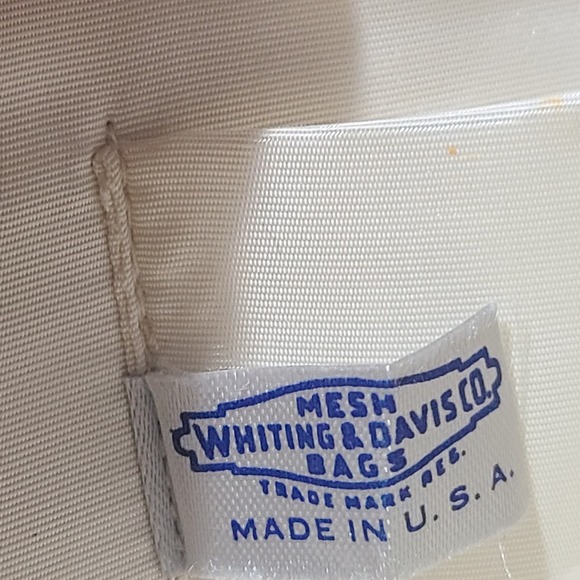 MESH
WHITING & DAVIS CO.
BAGS
TRADE MARK REG.
MADE IN U. S. A.